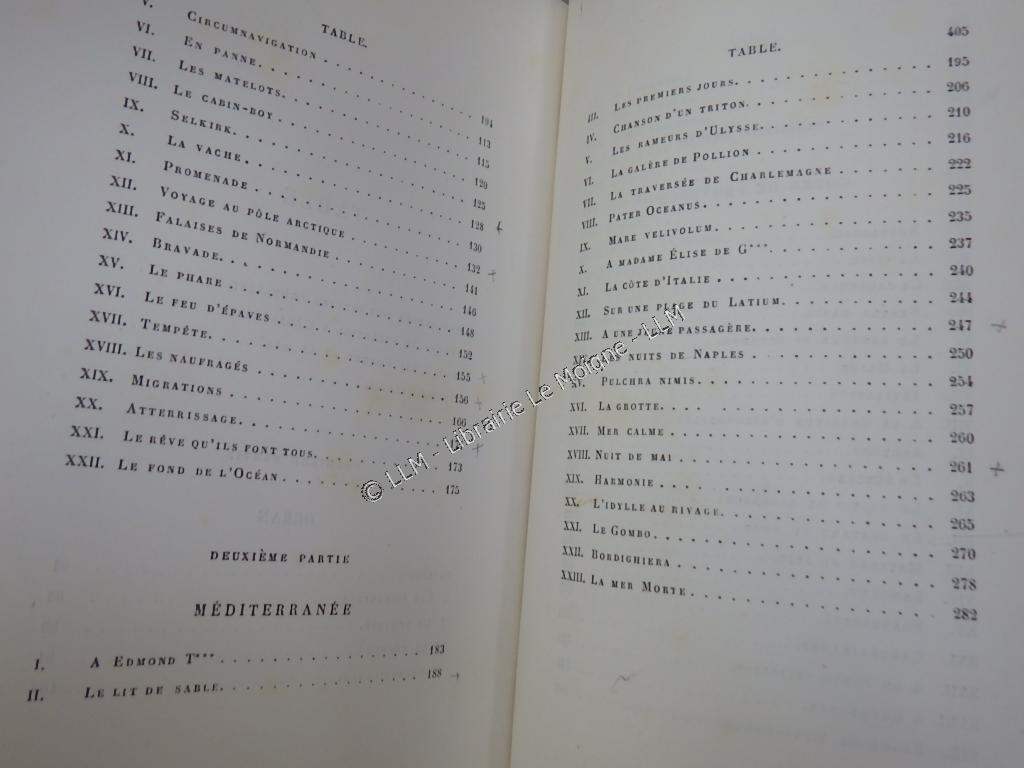 TABLE.
V. CIRCUMNAVIGATION 104
VI. EN PANNE. 113
VII. LES MATELOTS. 115
VIII. LE CABIN-BOY 120
IX. SELKIRK. 125
X. LA VACHE 128
XI. PROMENADE 130
XII. VOYAGE AU PÔLE ARCTIQUE 132
XIII. FALAISES DE NORMANDIE 141
XIV. BRAVADE. 146
XV. LE PHARE 148
XVI. LE FEU D'ÉPAVES 152
XVII. TEMPÊTE. 155
XVIII. LES NAUFRAGÉS 156
XIX. MIGRATIONS 166
XX. ATTERRISSAGE.
XXI. LE RÊVE QU'ILS FONT TOUS. 173
XXII. LE FOND DE L'OCÉAN 175
DEUXIÈME PARTIE
MÉDITERRANÉE
I. A EDMOND T*** 183
II. LE LIT DE SABLE. 188
TABLE. 405
III. LES PREMIERS JOURS. 195
IV. CHANSON D'UN TRITON. 206
V. LES RAMEURS D'ULYSSE. 210
VI. LA GALÈRE DE POLLION 216
VII. LA TRAVERSÉE DE CHARLEMAGNE 222
VIII. PATER OCEANUS. 225
IX. MARE VELIVOLUM. 235
X. A MADAME ÉLISE DE G*** 237
XI. LA CÔTE D'ITALIE 240
XII. SUR UNE PLAGE DU LATIUM. 244
XIII. A UNE JEUNE PASSAGÈRE. 247
XIV. LES NUITS DE NAPLES 250
XV. PULCHRA NIMIS. 254
XVI. LA GROTTE. 257
XVII. MER CALME 260
XVIII. NUIT DE MAI 261
XIX. HARMONIE 263
XX. L'IDYLLE AU RIVAGE. 265
XXI. LE GOMBO. 270
XXII. BORDIGHIERA 278
XXIII. LA MER MORTE 282
© LLM - Librairie Le Moigne - LLM